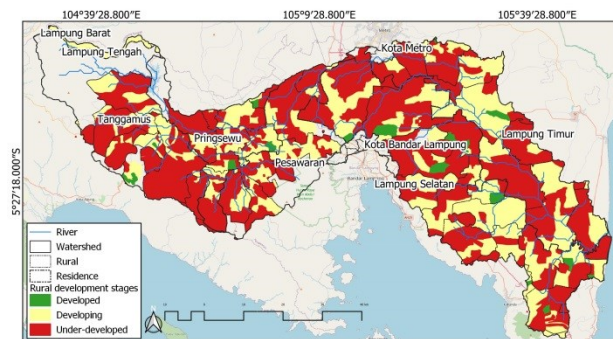 104°39'28.800"E
105°9'28.800"E
105°39'28.800"E
Lampung Barat
Lampung-Tengah
Kota Metro
Tanggamus
Pringsewu
Lampung Timur
Kota Bandar Lampung
Pesawaran
Lampung Selatan
5°27'18.000"S
River
Watershed
Rural
Residence
Rural development stages
Developed
Developing
Under-developed